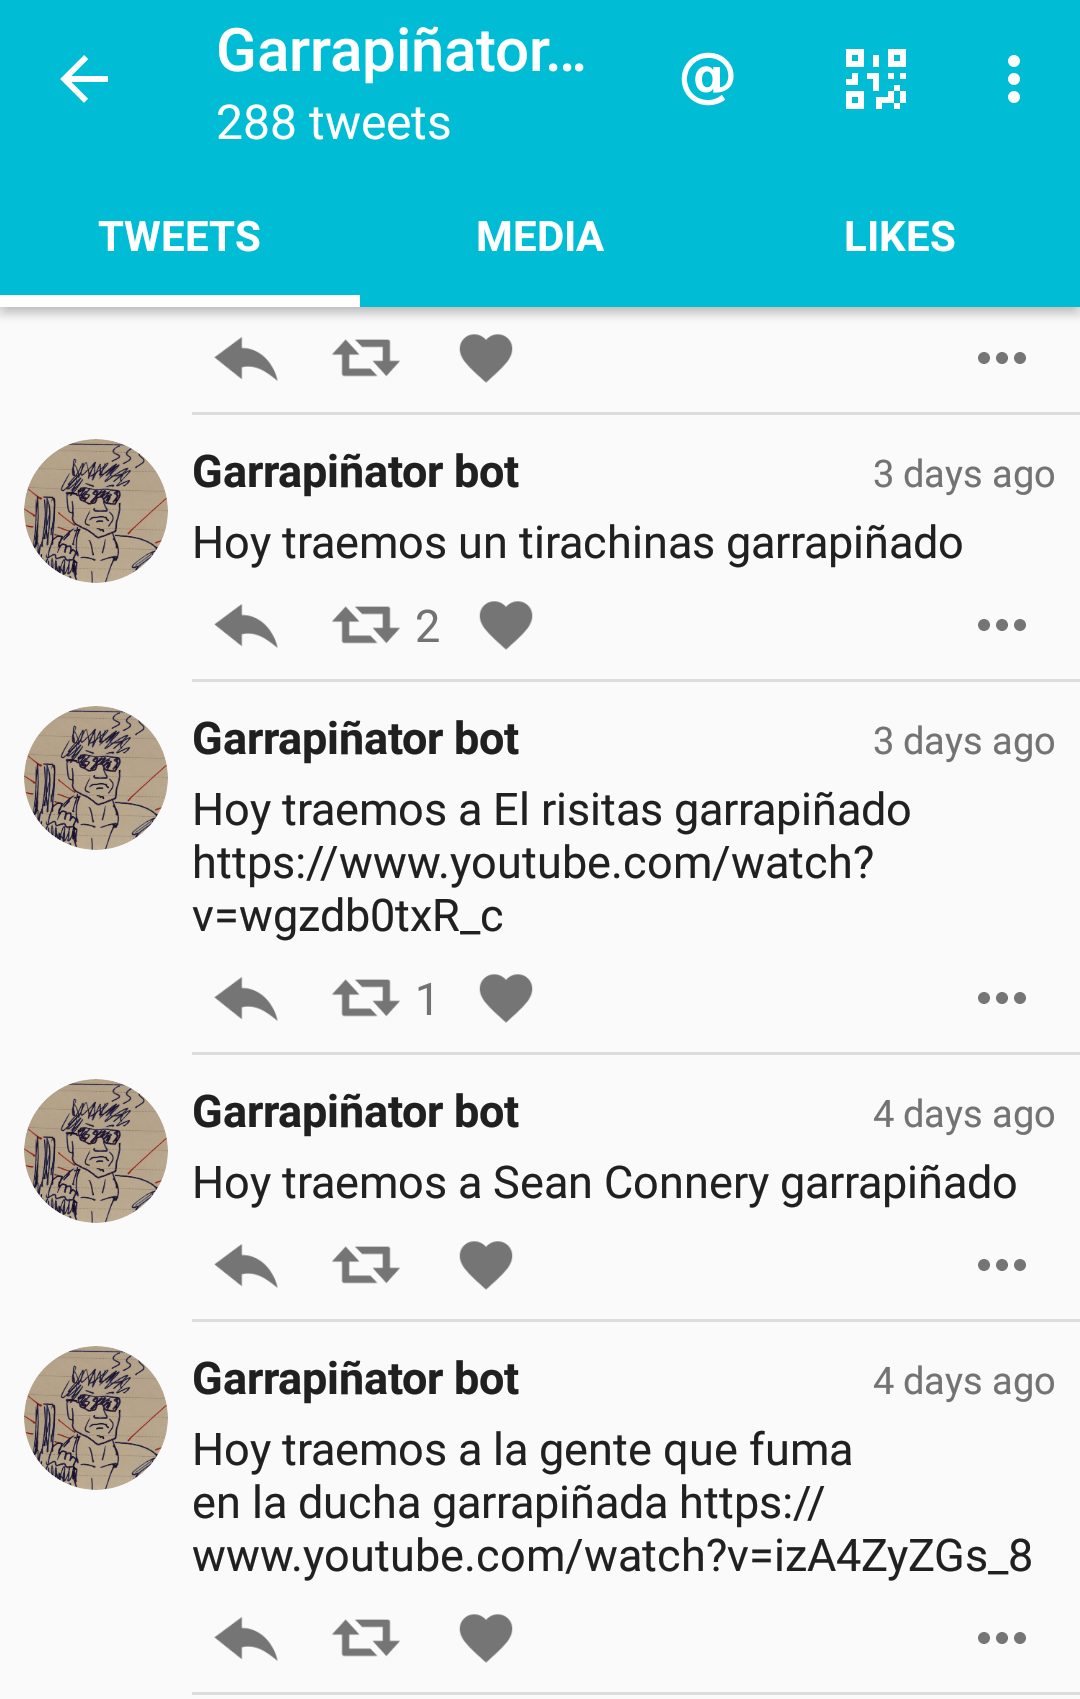 Garrapiñator...
@
288 tweets
TWEETS
MEDIA
LIKES
Garrapiñator bot
3 days ago
Hoy traemos un tirachinas garrapiñado
2
Garrapiñator bot
3 days ago
Hoy traemos a El risitas garrapiñado
https://www.youtube.com/watch?
v=wgzdb0txR_c
1
Garrapiñator bot
4 days ago
Hoy traemos a Sean Connery garrapiñado
Garrapiñator bot
4 days ago
Hoy traemos a la gente que fuma
en la ducha garrapiñada https://
www.youtube.com/watch?v=izA4ZyZGs_8